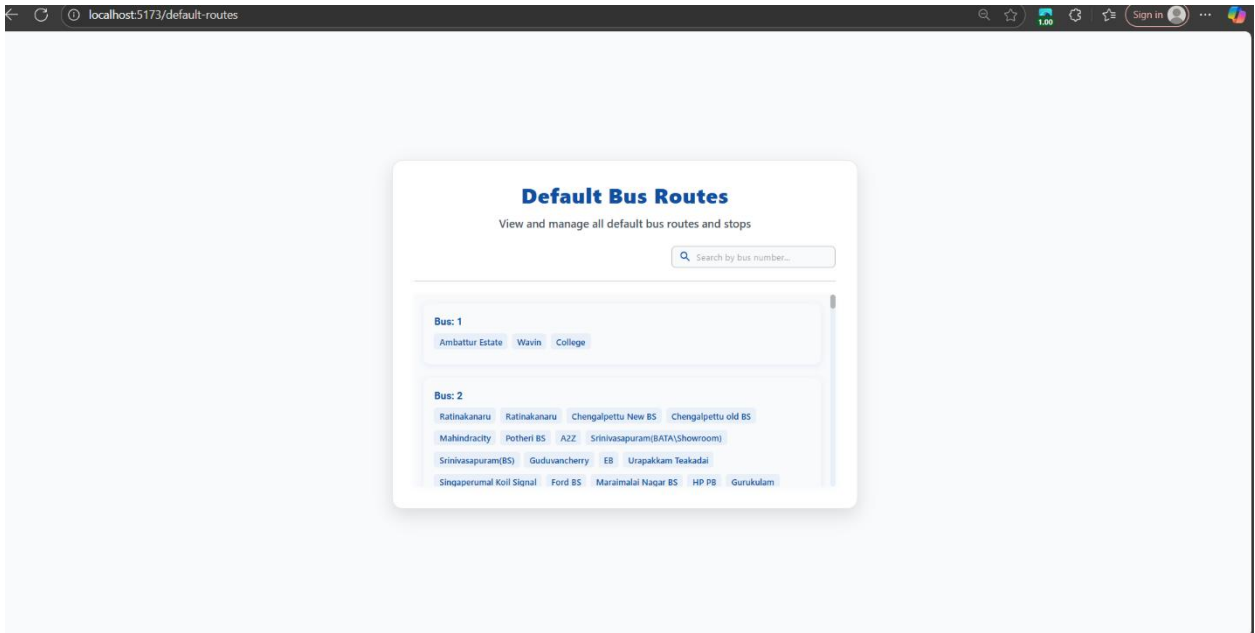 localhost:5173/default-routes
1.00
Sign in
Default Bus Routes
View and manage all default bus routes and stops
Search by bus number...
Bus: 1
Ambattur Estate Wavin College
Bus: 2
Ratinakanaru Ratinakanaru Chengalpettu New BS Chengalpettu old BS
Mahindracity Potheri BS A2Z Srinivasapuram(BATA\Showroom)
Srinivasapuram(BS) Guduvancherry EB Urapakkam Teakadai
Singaperumal Koil Signal Ford BS Maraimalai Nagar BS HP PB Gurukulam